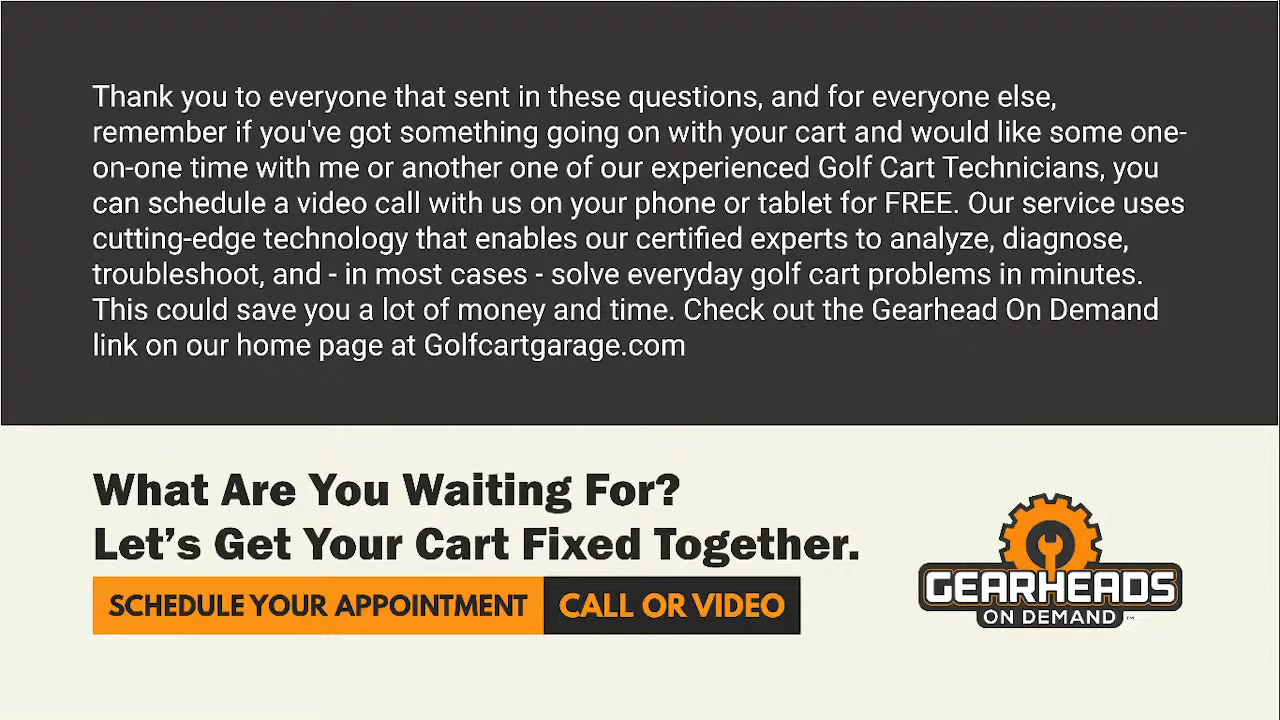 Thank you to everyone that sent in these questions, and for everyone else,
remember if you've got something going on with your cart and would like some one-
on-one time with me or another one of our experienced Golf Cart Technicians, you
can schedule a video call with us on your phone or tablet for FREE. Our service uses
cutting-edge technology that enables our certified experts to analyze, diagnose,
troubleshoot, and - in most cases - solve everyday golf cart problems in minutes.
This could save you a lot of money and time. Check out the Gearhead On Demand
link on our home page at Golfcartgarage.com
What Are You Waiting For?
Let’s Get Your Cart Fixed Together.
SCHEDULE YOUR APPOINTMENT CALL OR VIDEO
GEARHEADS
ON DEMAND™